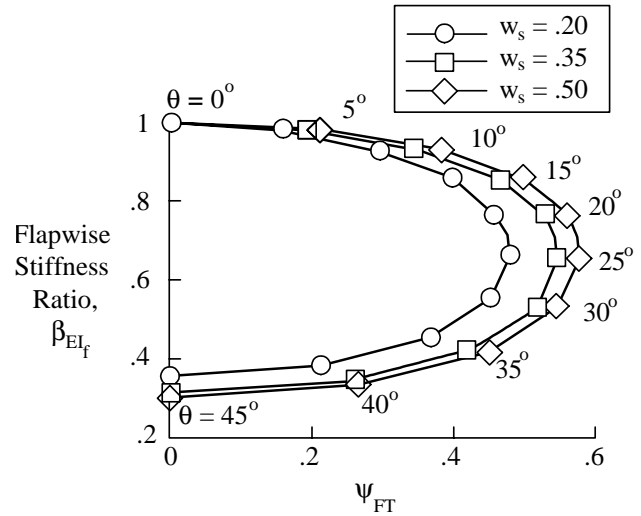 w_s = .20
w_s = .35
w_s = .50
θ = 0°
5°
10°
15°
20°
25°
30°
35°
40°
θ = 45°
1
.8
.6
.4
.2
Flapwise
Stiffness
Ratio,
β_EI_f
0
.2
.4
.6
ψ_FT